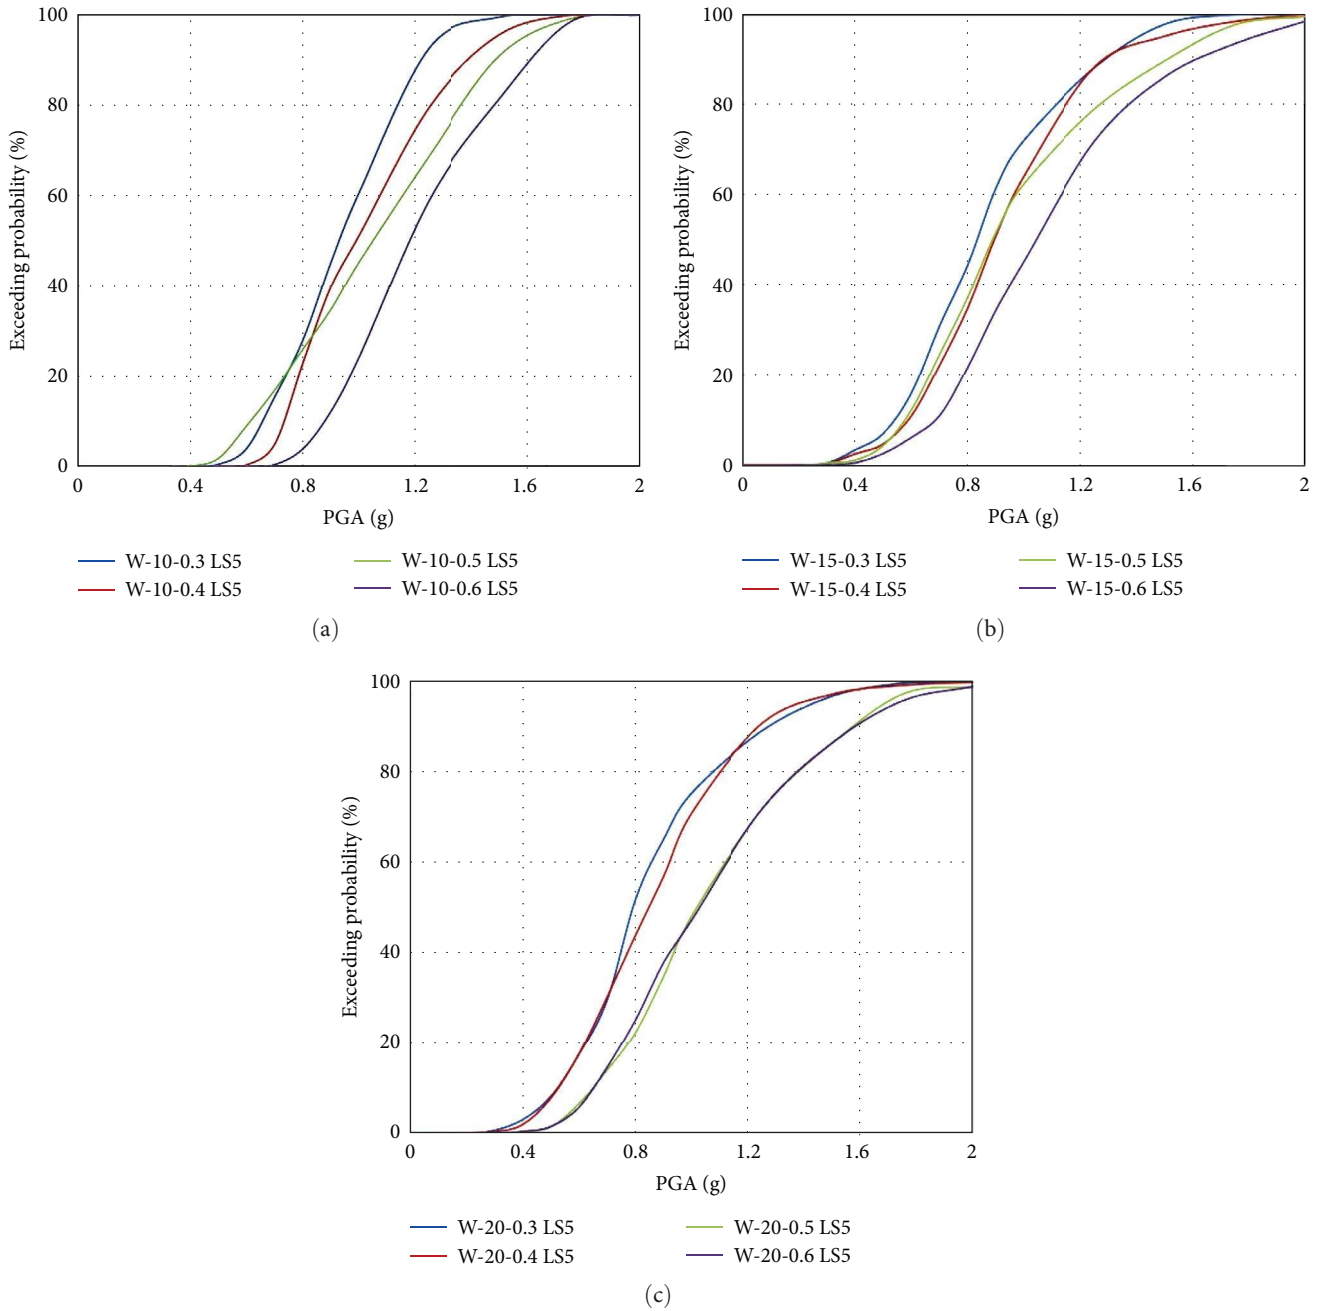 100
80
60
40
20
0
Exceeding probability (%)
0 0.4 0.8 1.2 1.6 2
PGA (g)
W-10-0.3 LS5 W-10-0.5 LS5
W-10-0.4 LS5 W-10-0.6 LS5
(a)
100
80
60
40
20
0
Exceeding probability (%)
0 0.4 0.8 1.2 1.6 2
PGA (g)
W-15-0.3 LS5 W-15-0.5 LS5
W-15-0.4 LS5 W-15-0.6 LS5
(b)
100
80
60
40
20
0
Exceeding probability (%)
0 0.4 0.8 1.2 1.6 2
PGA (g)
W-20-0.3 LS5 W-20-0.5 LS5
W-20-0.4 LS5 W-20-0.6 LS5
(c)